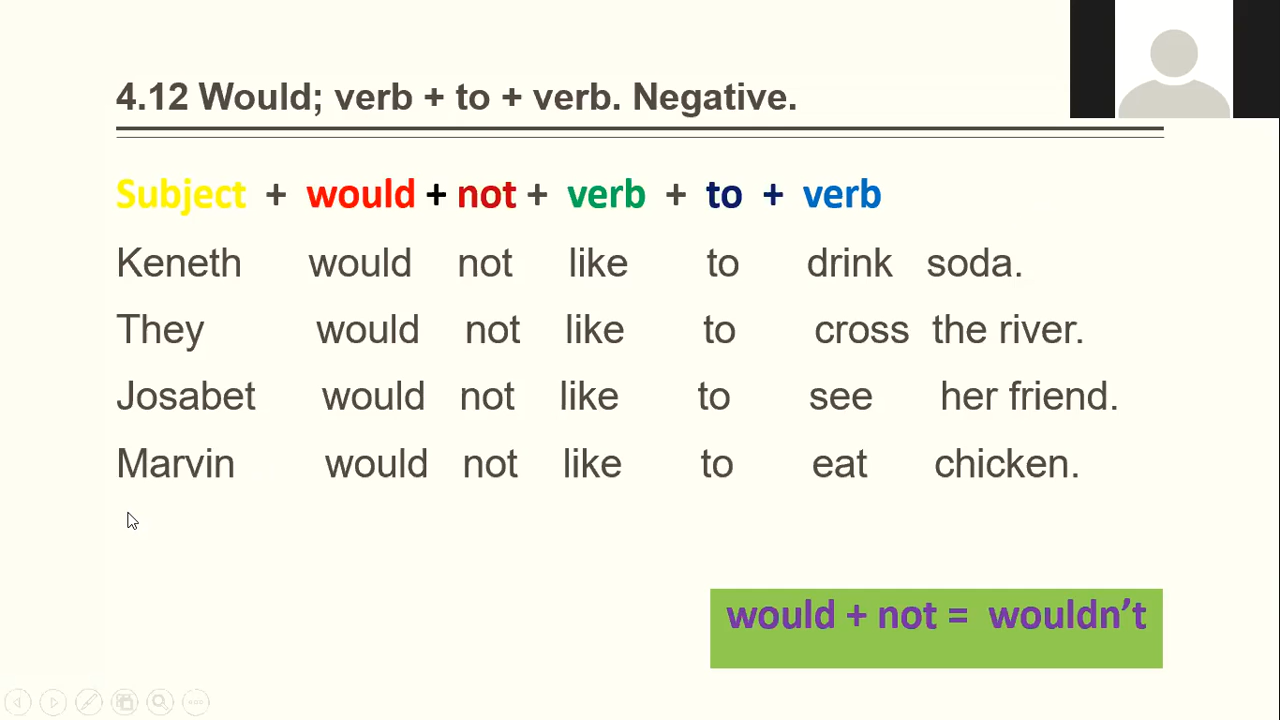 4.12 Would; verb + to + verb. Negative.
Subject + would + not + verb + to + verb
Keneth would not like to drink soda.
They would not like to cross the river.
Josabet would not like to see her friend.
Marvin would not like to eat chicken.
would + not = wouldn’t